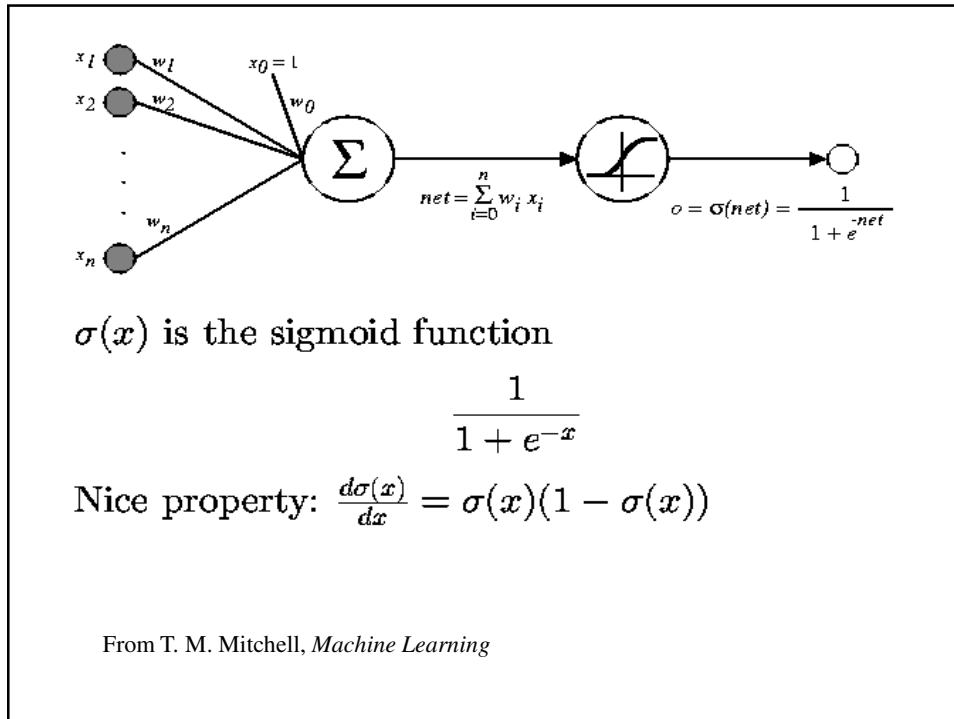 x1 w1 x0 = 1
x2 w2 w0
Σ
wn
xn
net = Σ i=0 n wi xi
o = σ(net) = 1 / (1 + e^-net)
σ(x) is the sigmoid function
1 / (1 + e^−x)
Nice property: dσ(x)/dx = σ(x)(1 − σ(x))
From T. M. Mitchell, Machine Learning